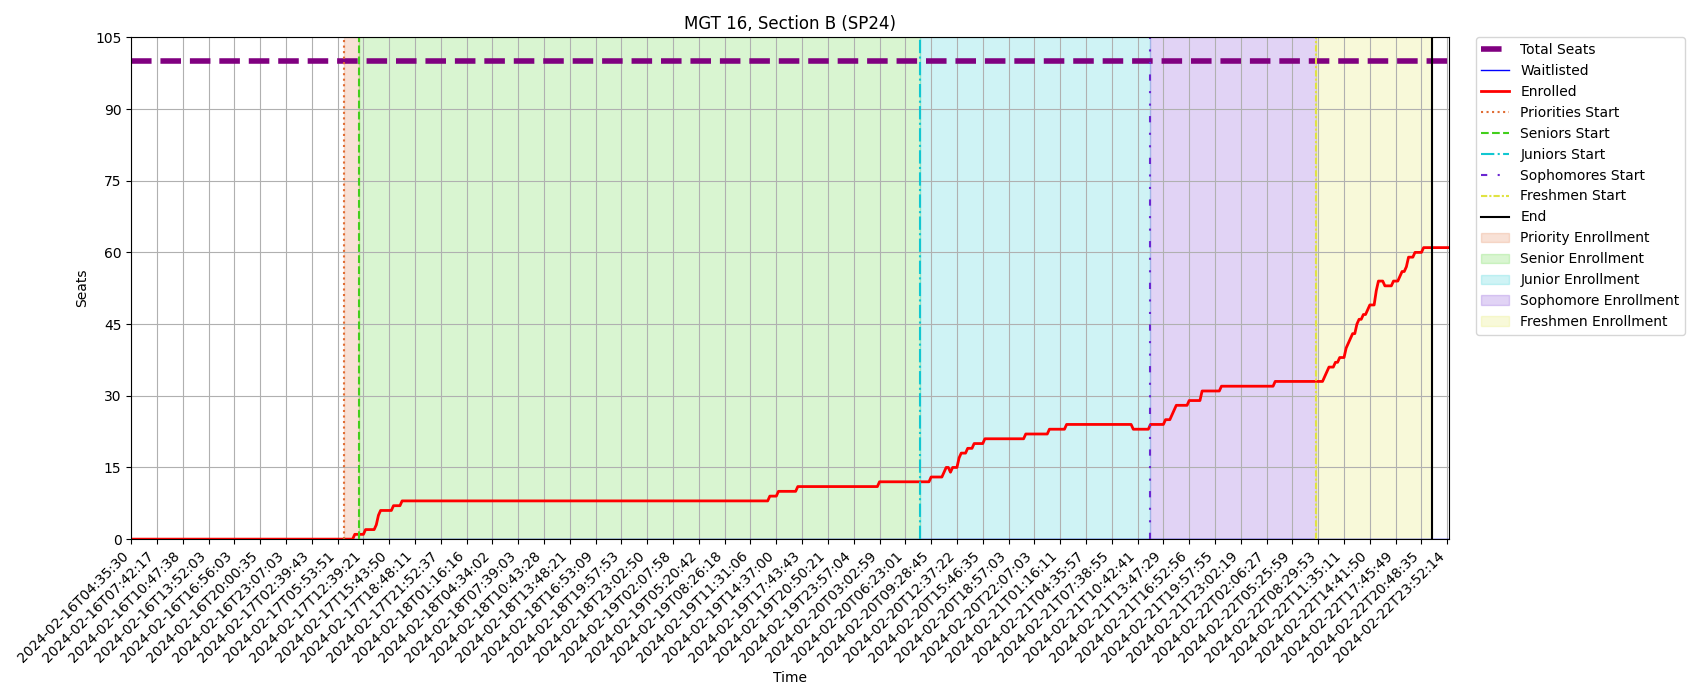 MGT 16, Section B (SP24)
105
90
75
60
45
30
15
0
Seats
2024-02-16T04:35:30
2024-02-16T07:42:17
2024-02-16T10:47:38
2024-02-16T13:52:03
2024-02-16T16:56:03
2024-02-16T20:00:35
2024-02-16T23:07:03
2024-02-17T02:39:43
2024-02-17T05:53:51
2024-02-17T12:39:21
2024-02-17T15:43:50
2024-02-17T18:48:11
2024-02-17T21:52:37
2024-02-18T01:16:16
2024-02-18T04:34:02
2024-02-18T07:39:03
2024-02-18T10:43:28
2024-02-18T13:48:21
2024-02-18T16:53:09
2024-02-18T19:57:53
2024-02-18T23:02:50
2024-02-19T02:07:58
2024-02-19T05:20:42
2024-02-19T08:26:18
2024-02-19T11:31:06
2024-02-19T14:37:00
2024-02-19T17:43:43
2024-02-19T20:50:21
2024-02-19T23:57:04
2024-02-20T03:02:59
2024-02-20T06:23:01
2024-02-20T09:28:45
2024-02-20T12:37:22
2024-02-20T15:46:35
2024-02-20T18:57:03
2024-02-20T22:07:03
2024-02-21T01:16:11
2024-02-21T04:35:57
2024-02-21T07:38:55
2024-02-21T10:42:41
2024-02-21T13:47:29
2024-02-21T16:52:56
2024-02-21T19:57:55
2024-02-21T23:02:19
2024-02-22T02:06:27
2024-02-22T05:25:59
2024-02-22T08:29:53
2024-02-22T11:35:11
2024-02-22T14:41:50
2024-02-22T17:45:49
2024-02-22T20:48:35
2024-02-22T23:52:14
Time
Total Seats
Waitlisted
Enrolled
Priorities Start
Seniors Start
Juniors Start
Sophomores Start
Freshmen Start
End
Priority Enrollment
Senior Enrollment
Junior Enrollment
Sophomore Enrollment
Freshmen Enrollment